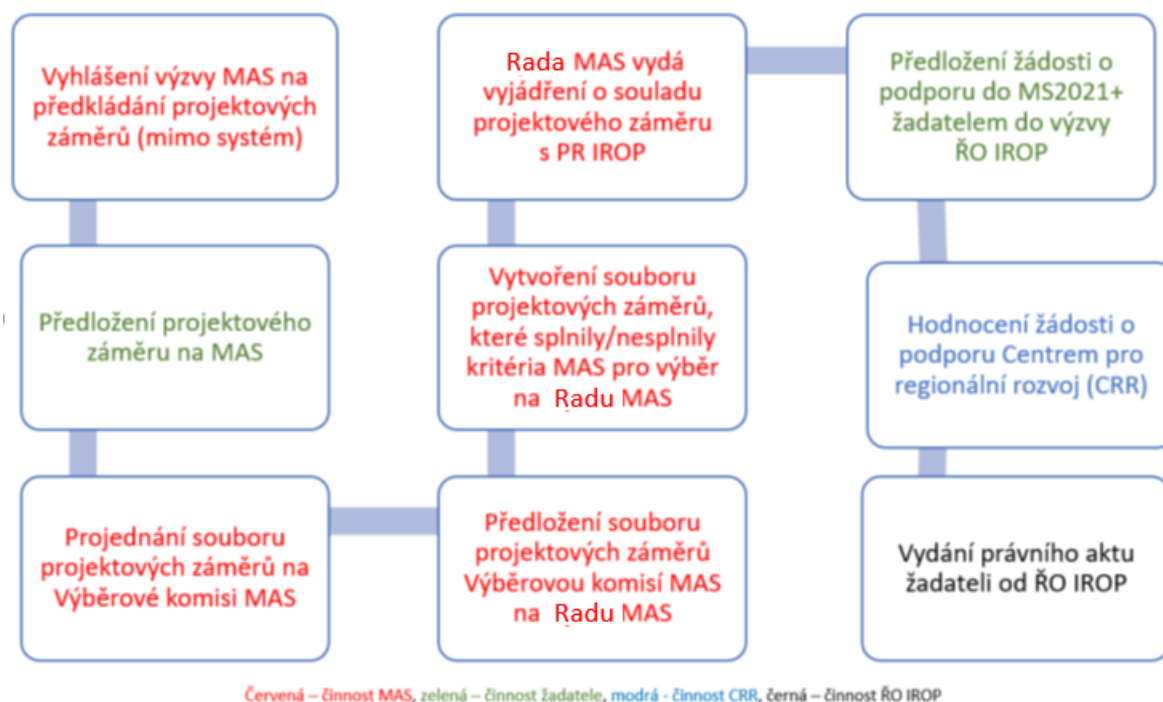 Vyhlášení výzvy MAS na
předkládání projektových
záměrů (mimo systém)
Předložení projektového
záměru na MAS
Projednání souboru
projektových záměrů na
Výběrové komisi MAS
Předložení souboru
projektových záměrů
Výběrovou komisí MAS
na Radu MAS
Vytvoření souboru
projektových záměrů,
které splnily/nesplnily
kritéria MAS pro výběr
na Radu MAS
Rada MAS vydá
vyjádření o souladu
projektového záměru
s PR IROP
Předložení žádosti o
podporu do MS2021+
žadatelem do výzvy
ŘO IROP
Hodnocení žádosti o
podporu Centrem pro
regionální rozvoj (CRR)
Vydání právního aktu
žadateli od ŘO IROP
Červená – činnost MAS, zelená – činnost žadatele, modrá - činnost CRR, černá – činnost ŘO IROP